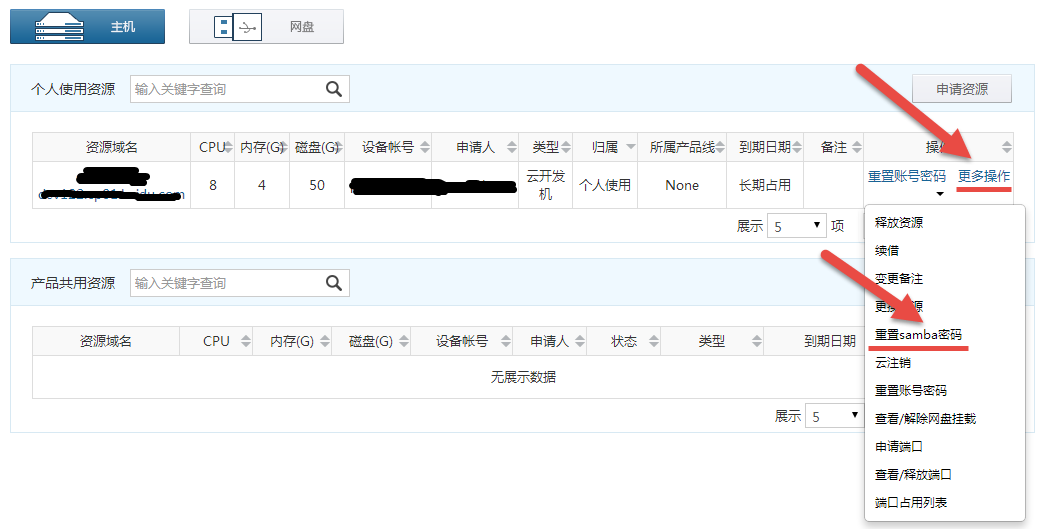 主机
网盘
个人使用资源 输入关键字查询 申请资源
资源域名 CPU 内存(G) 磁盘(G) 设备帐号 申请人 类型 归属 所属产品线 到期日期 备注
8 4 50 云开发机 个人使用 None 长期占用 重置账号密码 更多操作
展示 5 项
释放资源
续借
变更备注
重置samba密码
云注销
重置账号密码
查看/解除网盘挂载
申请端口
查看/释放端口
端口占用列表
产品共用资源 输入关键字查询
资源域名 CPU 内存(G) 磁盘(G) 设备帐号 申请人 状态 类型 到期日期
无展示数据
展示 5